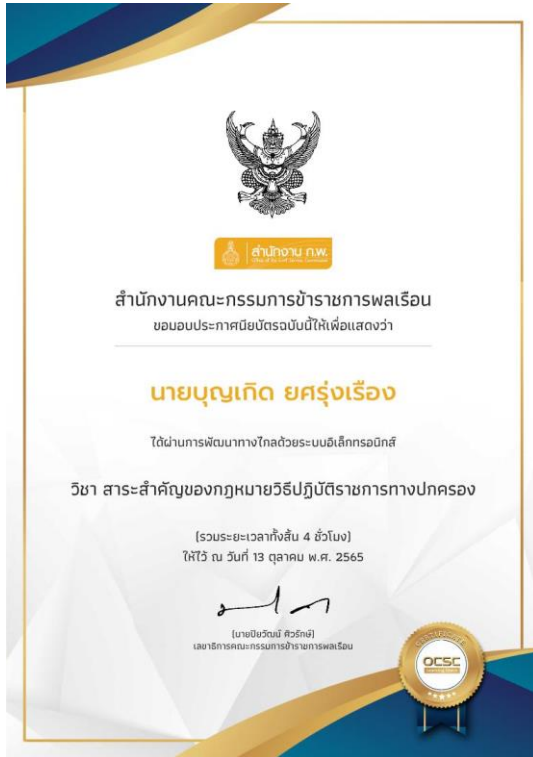 สำนักงาน ก.พ.
สำนักงานคณะกรรมการข้าราชการพลเรือน
ขอมอบประกาศนียบัตรฉบับนี้ให้เพื่อแสดงว่า
นายบุญเกิด ยศรุ่งเรือง
ได้ผ่านการพัฒนาทางไกลด้วยระบบอิเล็กทรอนิกส์
วิชา สาระสำคัญของกฎหมายวิธีปฏิบัติราชการทางปกครอง
(รวมระยะเวลาทั้งสิ้น 4 ชั่วโมง)
ให้ไว้ ณ วันที่ 13 ตุลาคม พ.ศ. 2565
(นายปิยวัฒน์ ศิวรักษ์)
เลขาธิการคณะกรรมการข้าราชการพลเรือน
CERTIFICATE
OCSC